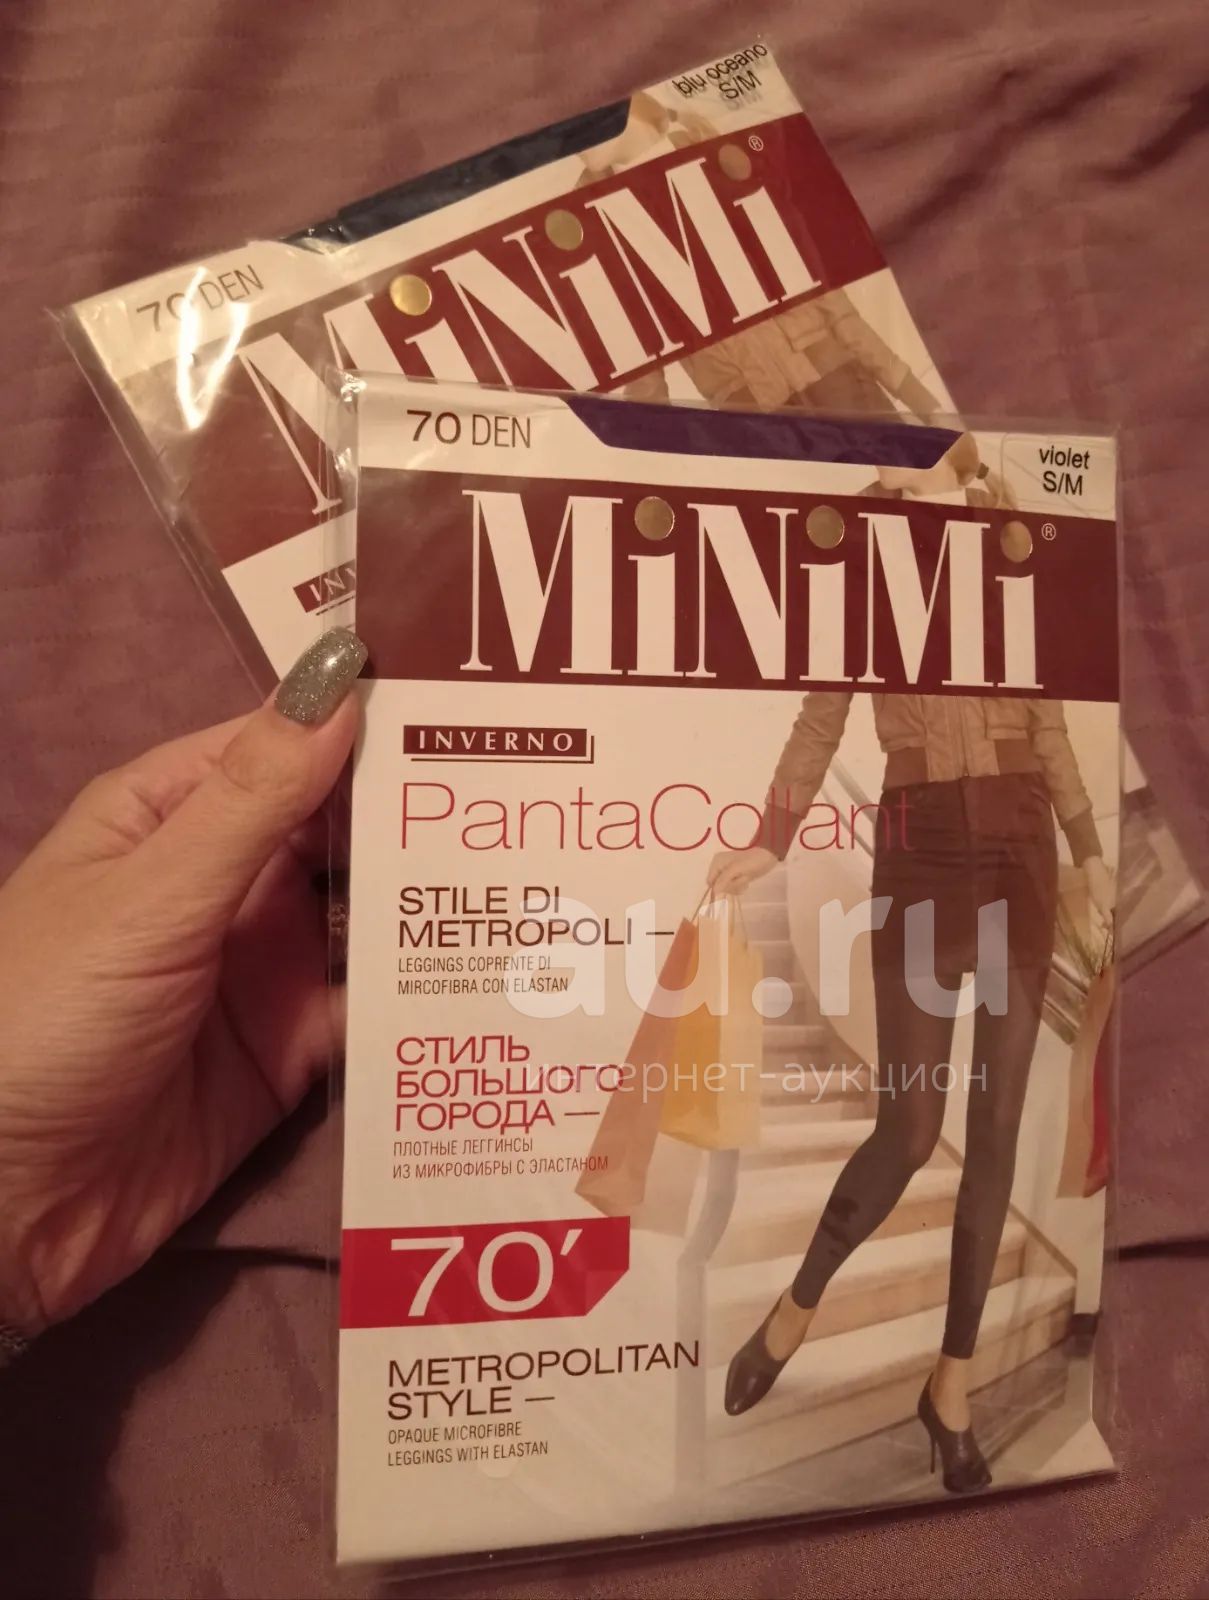 blu oceano
S/M
70 DEN
MiNiMi®
70 DEN
violet
S/M
MiNiMi®
INVERNO
PantaCollant
STILE DI
METROPOLI —
LEGGINGS COPRENTE DI
MIRCOFIBRA CON ELASTAN
au.ru
интернет-аукцион
СТИЛЬ
БОЛЬШОГО
ГОРОДА —
ПЛОТНЫЕ ЛЕГГИНСЫ
ИЗ МИКРОФИБРЫ С ЭЛАСТАНОМ
70′
METROPOLITAN
STYLE —
OPAQUE MICROFIBRE
LEGGINGS WITH ELASTAN